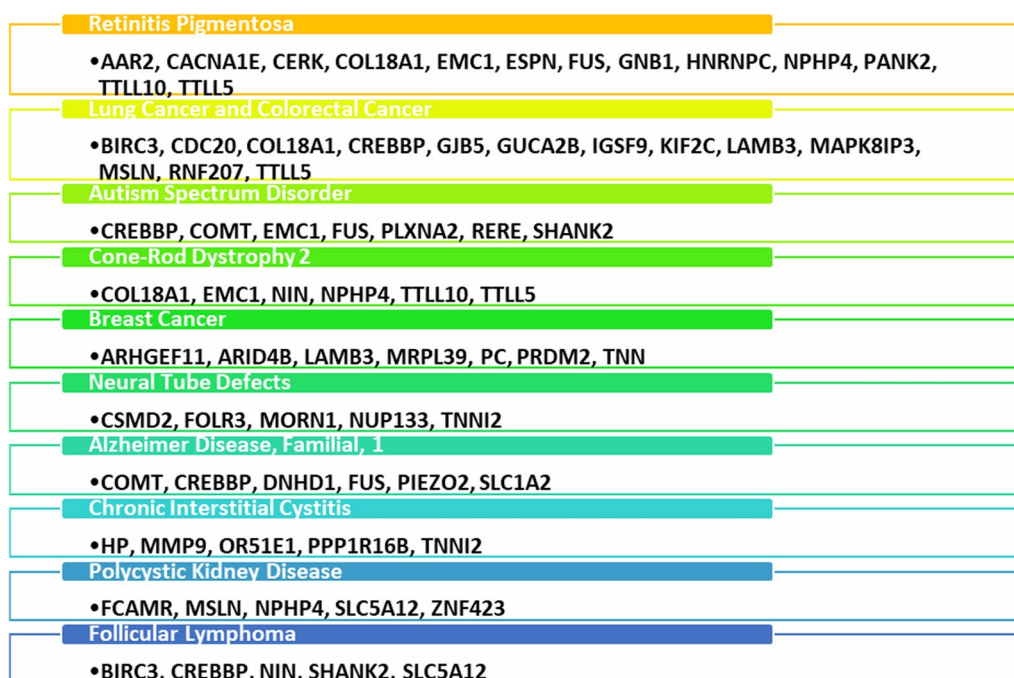 Retinitis Pigmentosa
•AAR2, CACNA1E, CERK, COL18A1, EMC1, ESPN, FUS, GNB1, HNRNPC, NPHP4, PANK2,
TTLL10, TTLL5
Lung Cancer and Colorectal Cancer
•BIRC3, CDC20, COL18A1, CREBBP, GJB5, GUCA2B, IGSF9, KIF2C, LAMB3, MAPK8IP3,
MSLN, RNF207, TTLL5
Autism Spectrum Disorder
•CREBBP, COMT, EMC1, FUS, PLXNA2, RERE, SHANK2
Cone-Rod Dystrophy 2
•COL18A1, EMC1, NIN, NPHP4, TTLL10, TTLL5
Breast Cancer
•ARHGEF11, ARID4B, LAMB3, MRPL39, PC, PRDM2, TNN
Neural Tube Defects
•CSMD2, FOLR3, MORN1, NUP133, TNNI2
Alzheimer Disease, Familial, 1
•COMT, CREBBP, DNHD1, FUS, PIEZO2, SLC1A2
Chronic Interstitial Cystitis
•HP, MMP9, OR51E1, PPP1R16B, TNNI2
Polycystic Kidney Disease
•FCAMR, MSLN, NPHP4, SLC5A12, ZNF423
Follicular Lymphoma
•BIRC3, CREBBP, NIN, SHANK2, SLC5A12